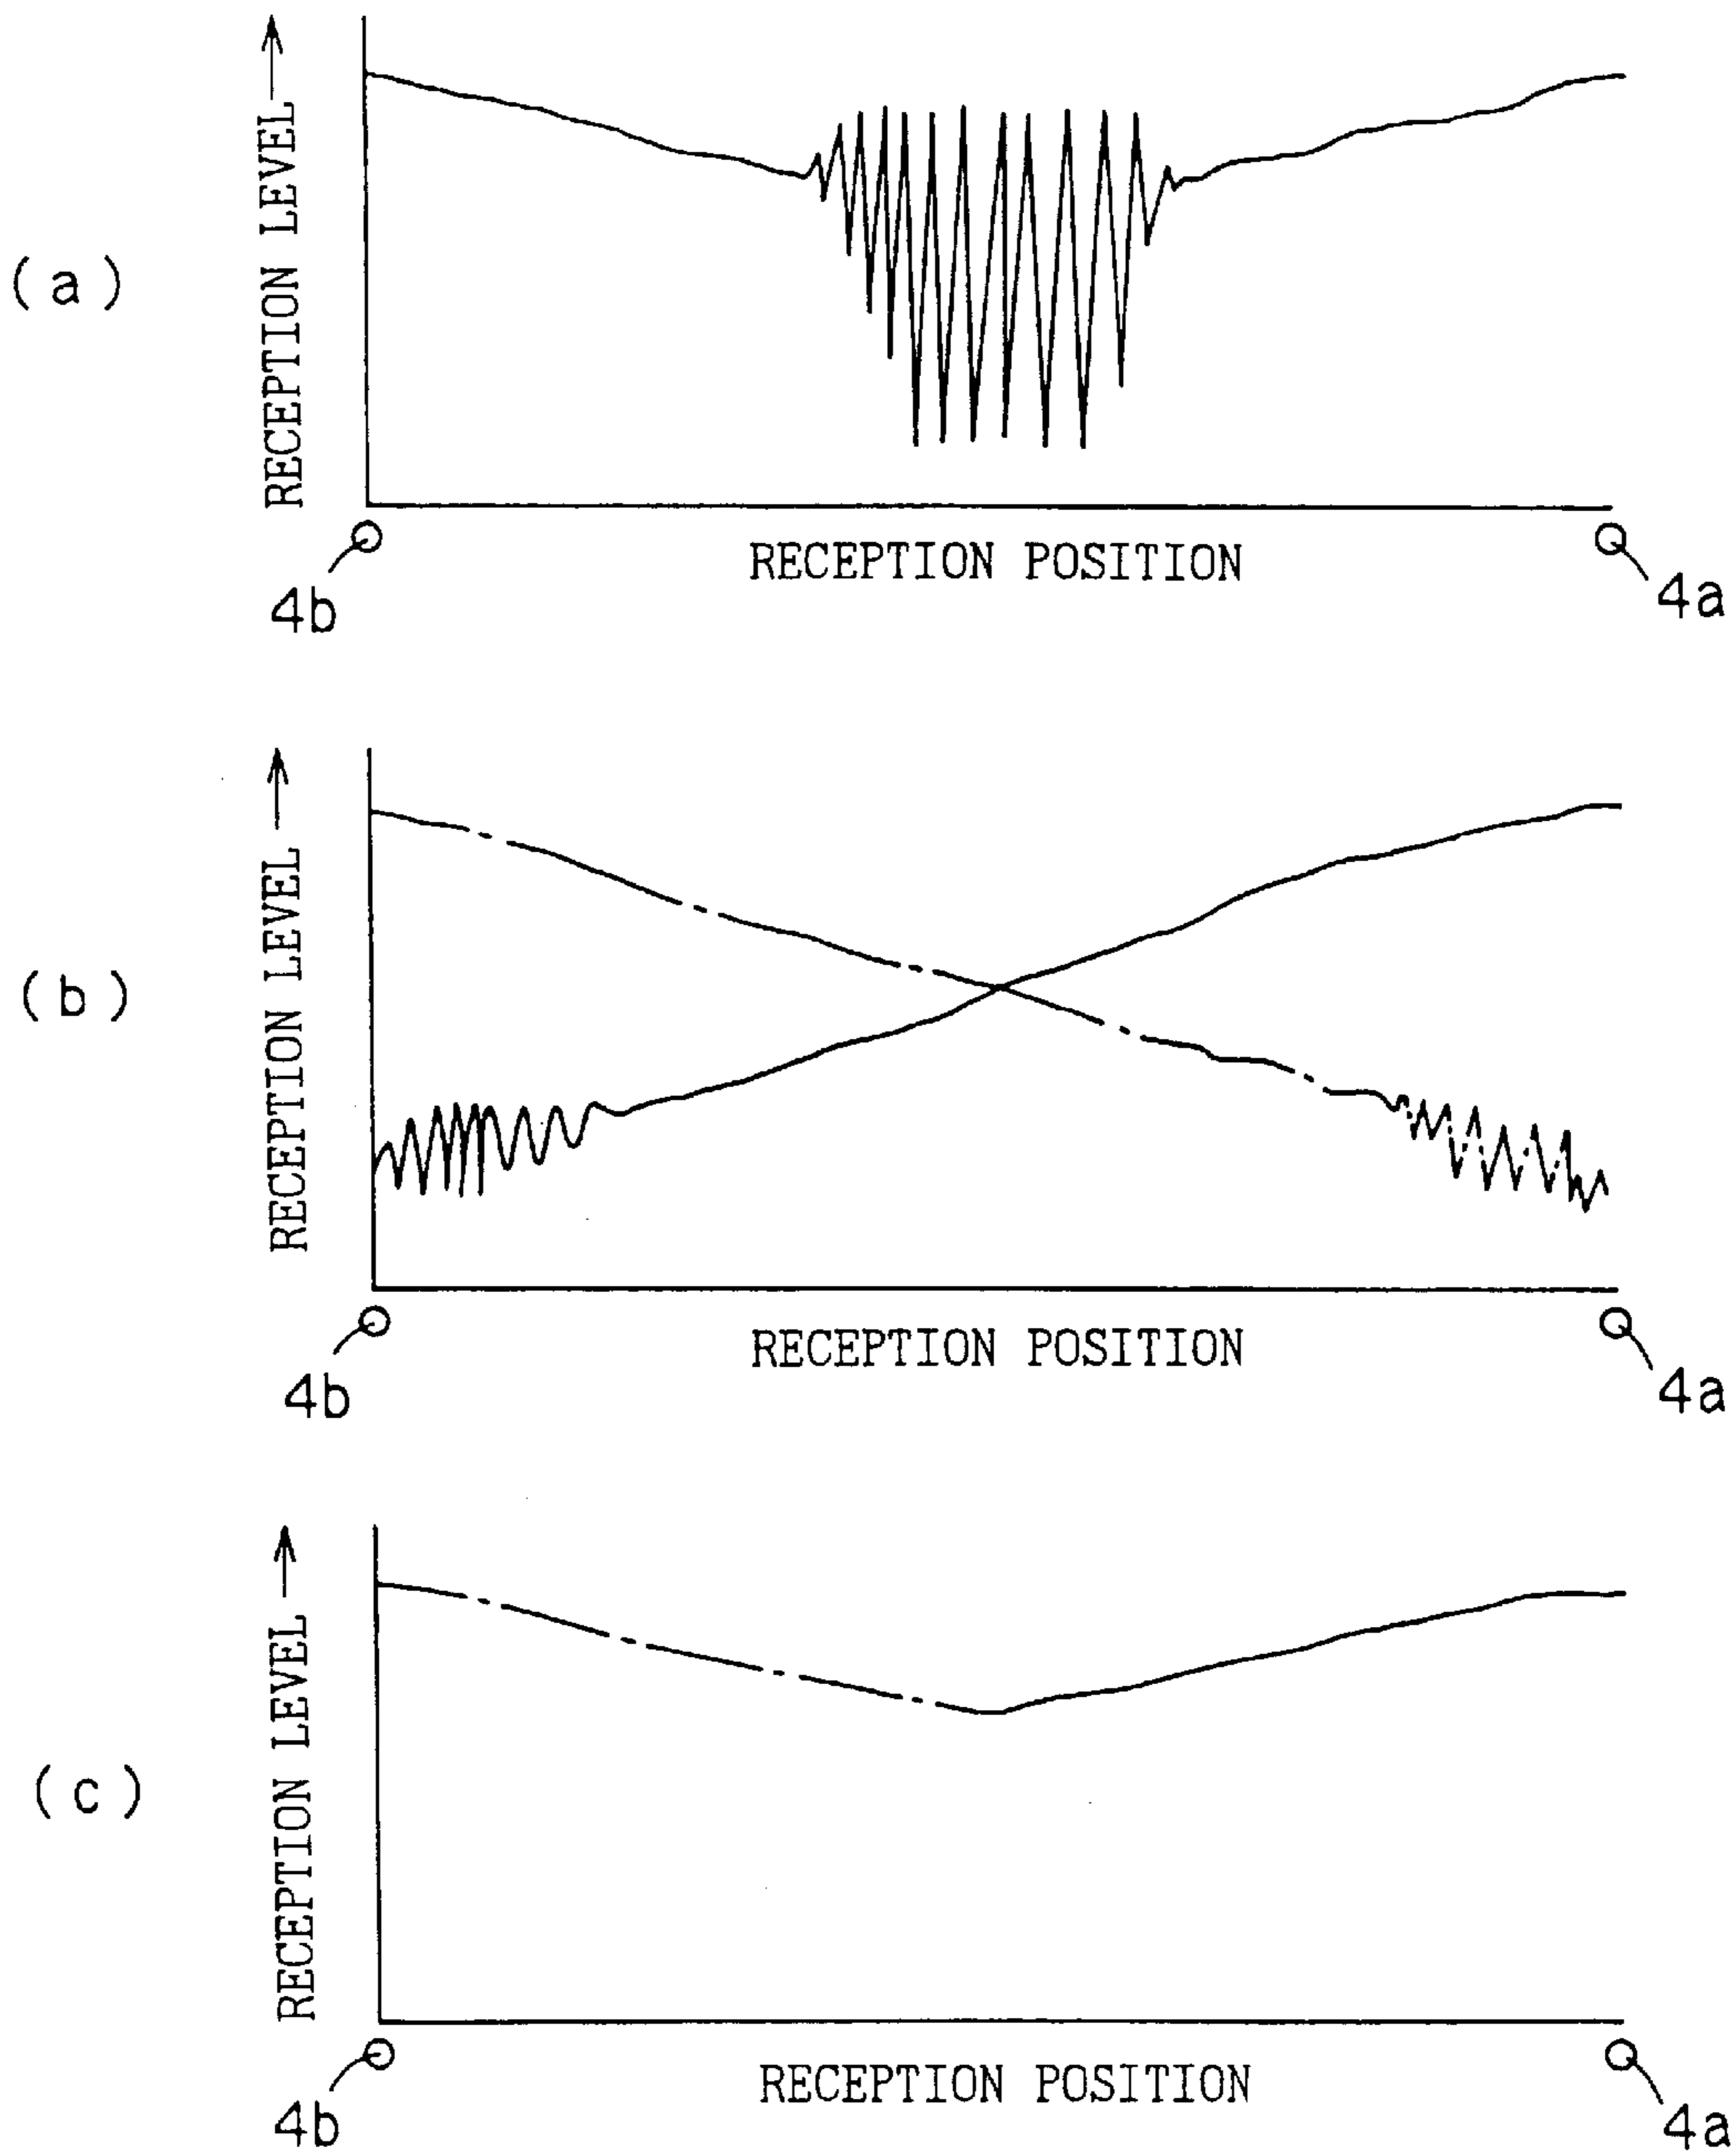 (a)
RECEPTION LEVEL
RECEPTION POSITION
4b
4a
(b)
RECEPTION LEVEL
RECEPTION POSITION
4b
4a
(c)
RECEPTION LEVEL
RECEPTION POSITION
4b
4a